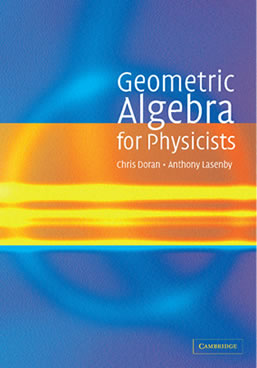 Geometric
Algebra
for Physicists
Chris Doran • Anthony Lasenby
CAMBRIDGE